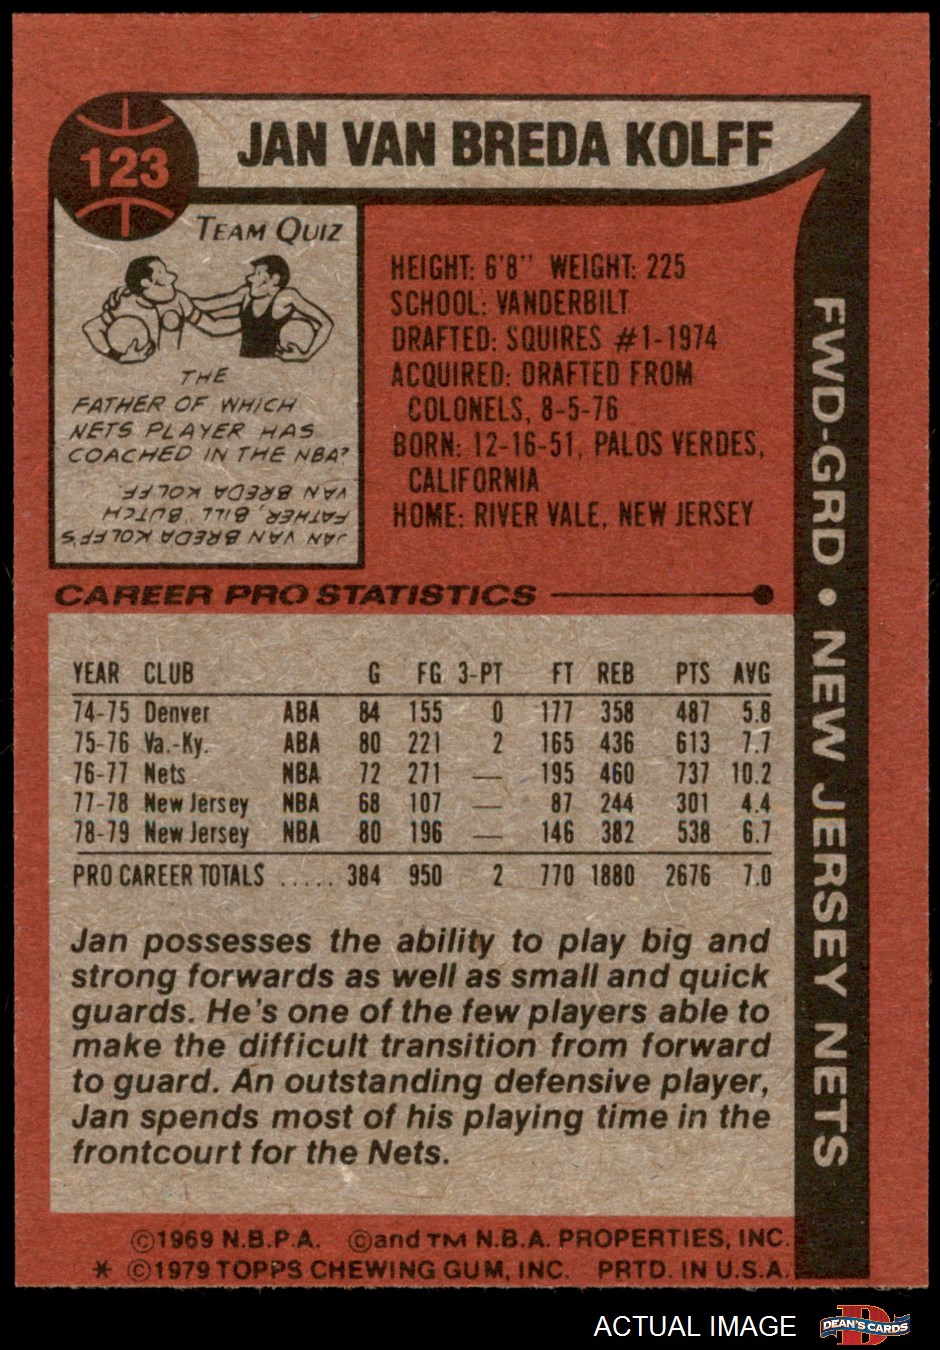 123
JAN VAN BREDA KOLFF
TEAM QUIZ
THE
FATHER OF WHICH
NETS PLAYER HAS
COACHED IN THE NBA?
JAN VAN BREDA KOLFF'S
FATHER, BILL "BUTCH"
VAN BREDA KOLFF.
HEIGHT: 6'8" WEIGHT: 225
SCHOOL: VANDERBILT
DRAFTED: SQUIRES #1-1974
ACQUIRED: DRAFTED FROM
COLONELS, 8-5-76
BORN: 12-16-51, PALOS VERDES,
CALIFORNIA
HOME: RIVER VALE, NEW JERSEY
FWD-GRD • NEW JERSEY NETS
CAREER PRO STATISTICS
YEAR CLUB G FG 3-PT FT REB PTS AVG
74-75 Denver ABA 84 155 0 177 358 487 5.8
75-76 Va.-Ky. ABA 80 221 2 165 436 613 7.7
76-77 Nets NBA 72 271 — 195 460 737 10.2
77-78 New Jersey NBA 68 107 — 87 244 301 4.4
78-79 New Jersey NBA 80 196 — 146 382 538 6.7
PRO CAREER TOTALS ..... 384 950 2 770 1880 2676 7.0
Jan possesses the ability to play big and
strong forwards as well as small and quick
guards. He's one of the few players able to
make the difficult transition from forward
to guard. An outstanding defensive player,
Jan spends most of his playing time in the
frontcourt for the Nets.
©1969 N.B.P.A. ©and TM N.B.A. PROPERTIES, INC.
* ©1979 TOPPS CHEWING GUM, INC. PRTD. IN U.S.A.
ACTUAL IMAGE
D
DEAN'S CARDS